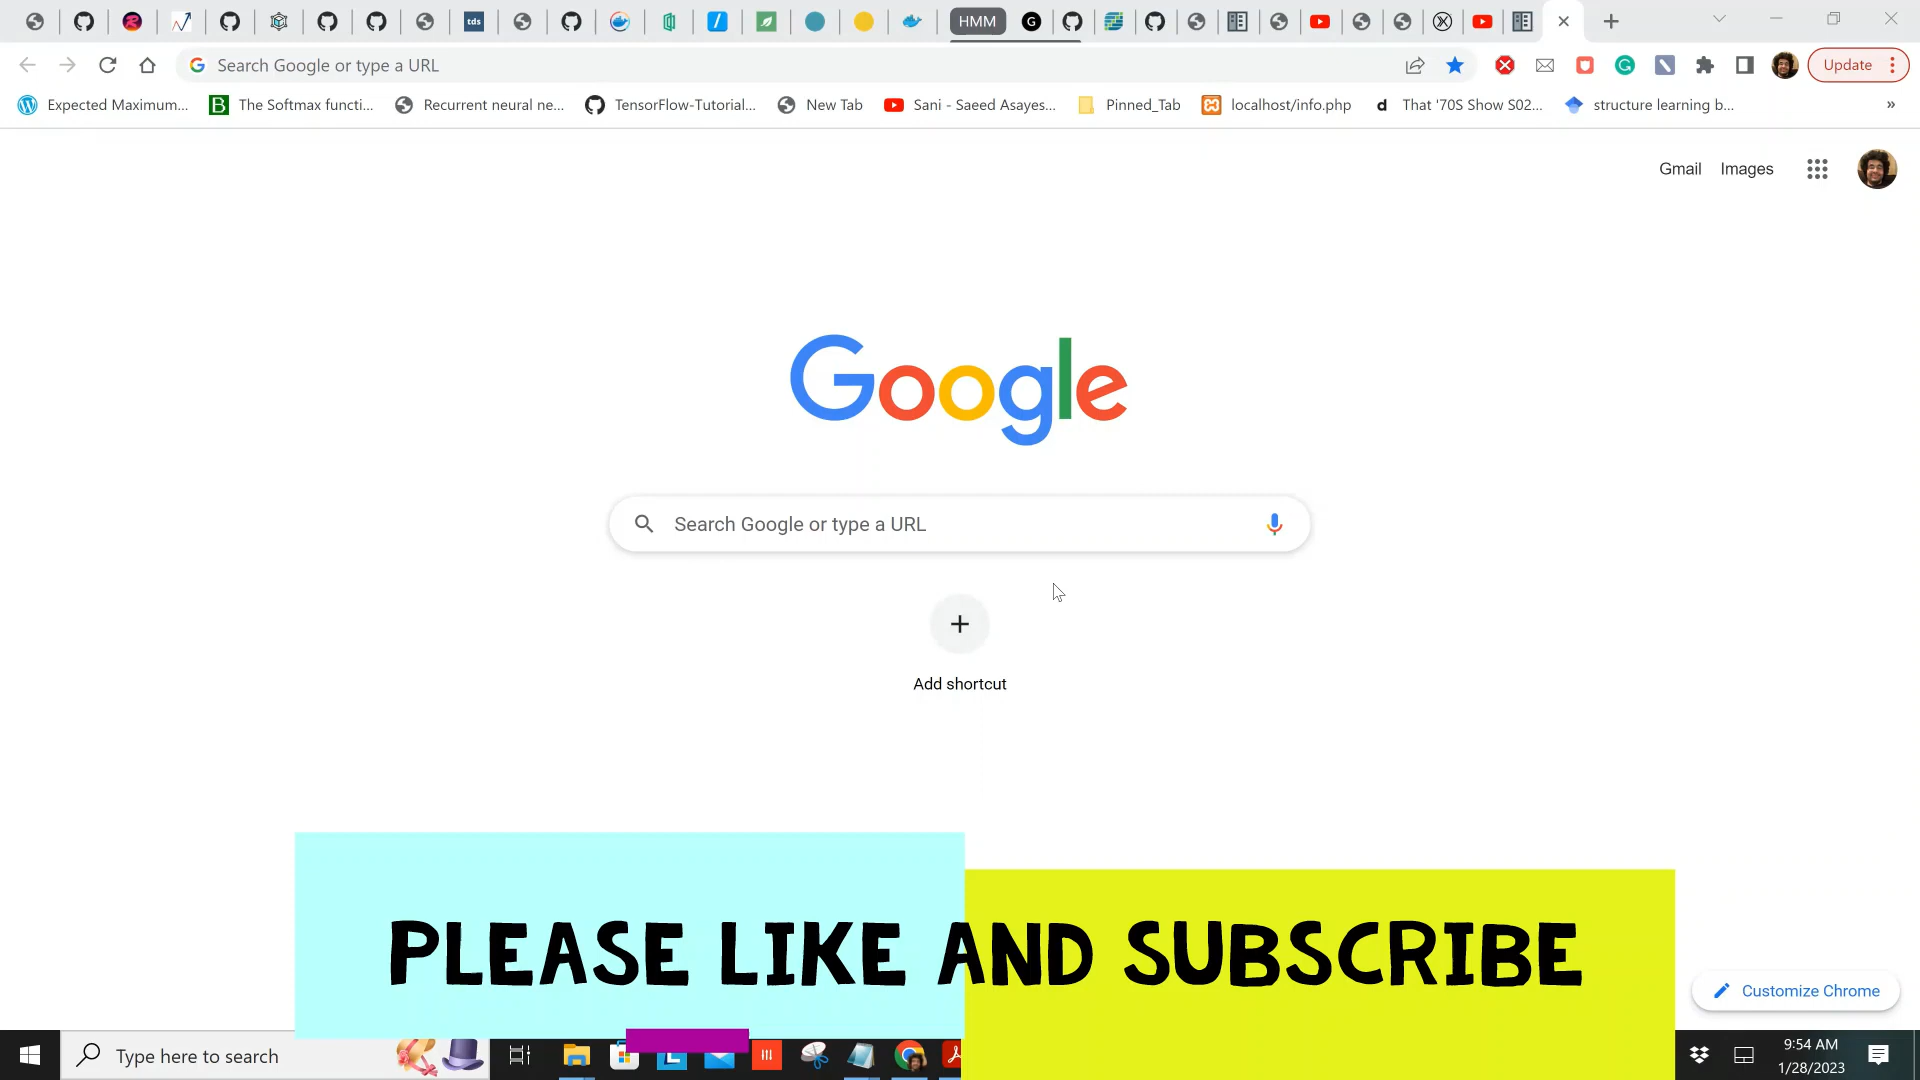 tds
HMM
G
Search Google or type a URL
Update
Expected Maximum...
B
The Softmax functi...
Recurrent neural ne...
TensorFlow-Tutorial...
New Tab
Sani - Saeed Asayes...
Pinned_Tab
localhost/info.php
d
That '70S Show S02...
structure learning b...
»
Gmail
Images
Google
Search Google or type a URL
Add shortcut
PLEASE LIKE AND SUBSCRIBE
Customize Chrome
Type here to search
9:54 AM
1/28/2023